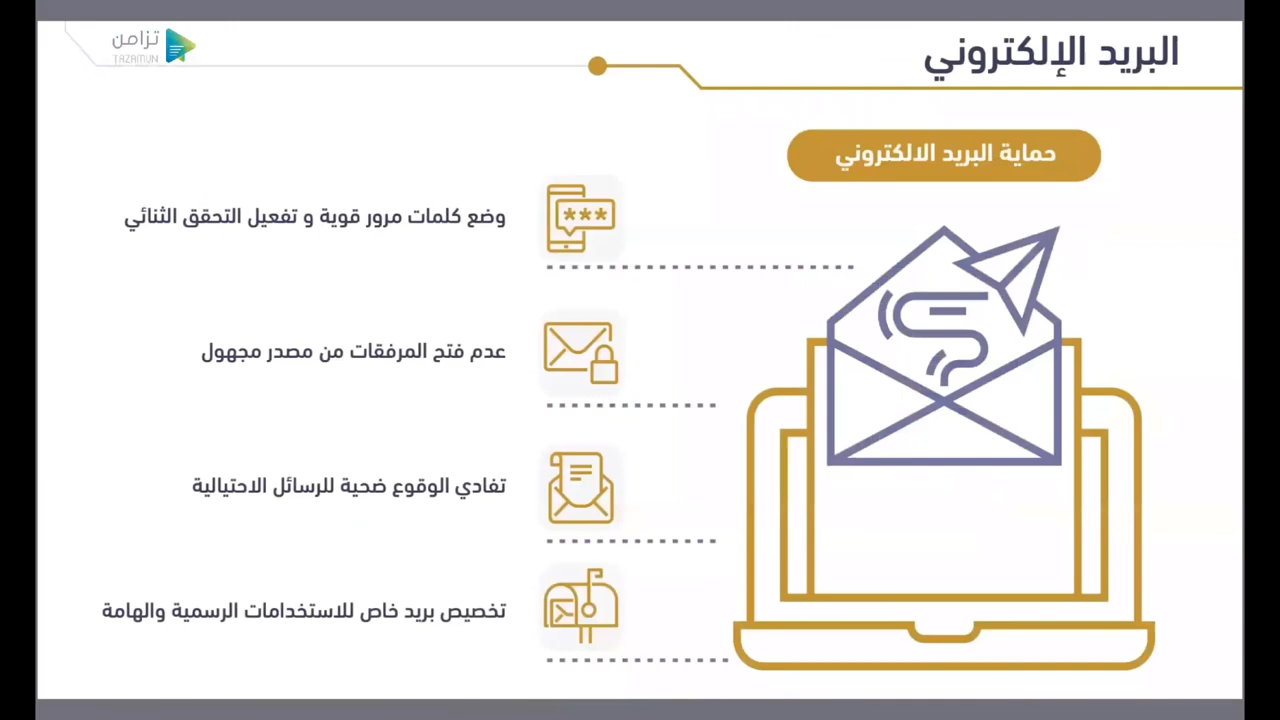 البريد الإلكتروني
تزامن
TAZAMUN
حماية البريد الالكتروني
وضع كلمات مرور قوية و تفعيل التحقق الثنائي
***
عدم فتح المرفقات من مصدر مجهول
تفادي الوقوع ضحية للرسائل الاحتيالية
تخصيص بريد خاص للاستخدامات الرسمية والهامة